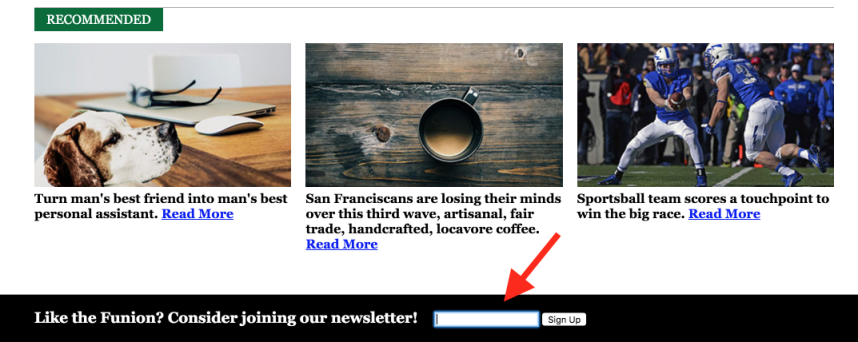 RECOMMENDED
Turn man's best friend into man's best
personal assistant. Read More
San Franciscans are losing their minds
over this third wave, artisanal, fair
trade, handcrafted, locavore coffee.
Read More
Sportsball team scores a touchpoint to
win the big race. Read More
Like the Funion? Consider joining our newsletter! Sign Up